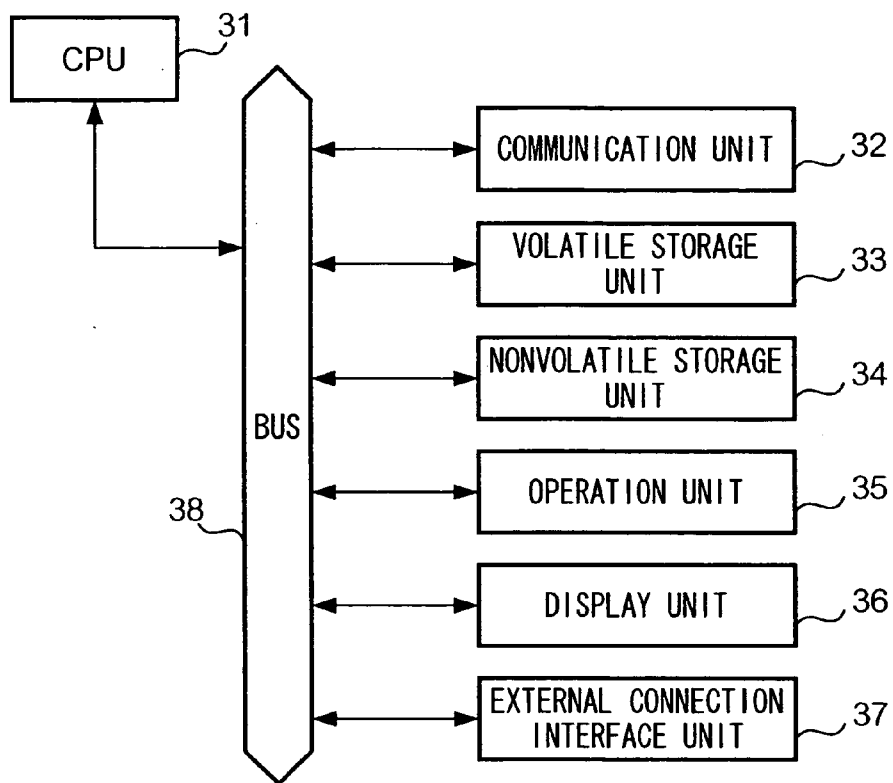 CPU
31
COMMUNICATION UNIT
32
VOLATILE STORAGE
UNIT
33
NONVOLATILE STORAGE
UNIT
34
BUS
OPERATION UNIT
35
38
DISPLAY UNIT
36
EXTERNAL CONNECTION
INTERFACE UNIT
37